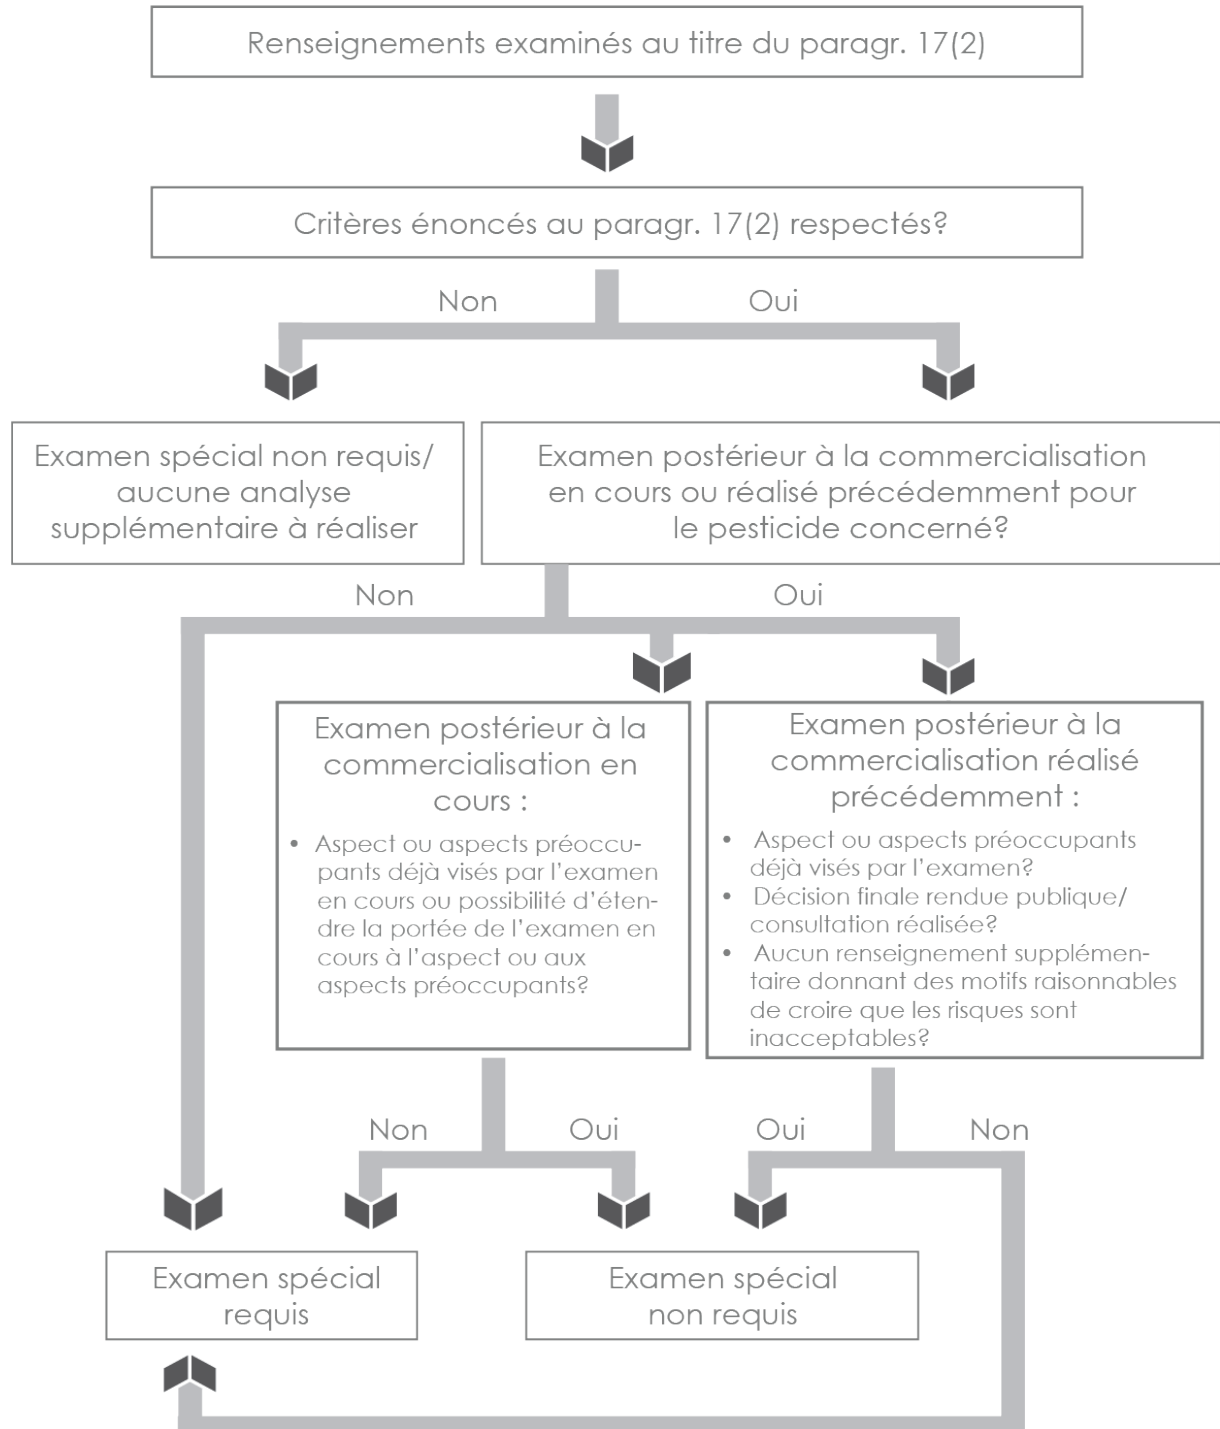 Renseignements examinés au titre du paragr. 17(2)
Critères énoncés au paragr. 17(2) respectés?
Non
Oui
Examen spécial non requis/
aucune analyse
supplémentaire à réaliser
Examen postérieur à la commercialisation
en cours ou réalisé précédemment pour
le pesticide concerné?
Non
Oui
Examen postérieur à la
commercialisation en
cours :
• Aspect ou aspects préoccu-
pants déjà visés par l'examen
en cours ou possibilité d'éten-
dre la portée de l'examen en
cours à l'aspect ou aux
aspects préoccupants?
Examen postérieur à la
commercialisation réalisé
précédemment :
• Aspect ou aspects préoccupants
déjà visés par l'examen?
• Décision finale rendue publique/
consultation réalisée?
• Aucun renseignement supplémen-
taire donnant des motifs raisonnables
de croire que les risques sont
inacceptables?
Non
Oui
Oui
Non
Examen spécial
requis
Examen spécial
non requis